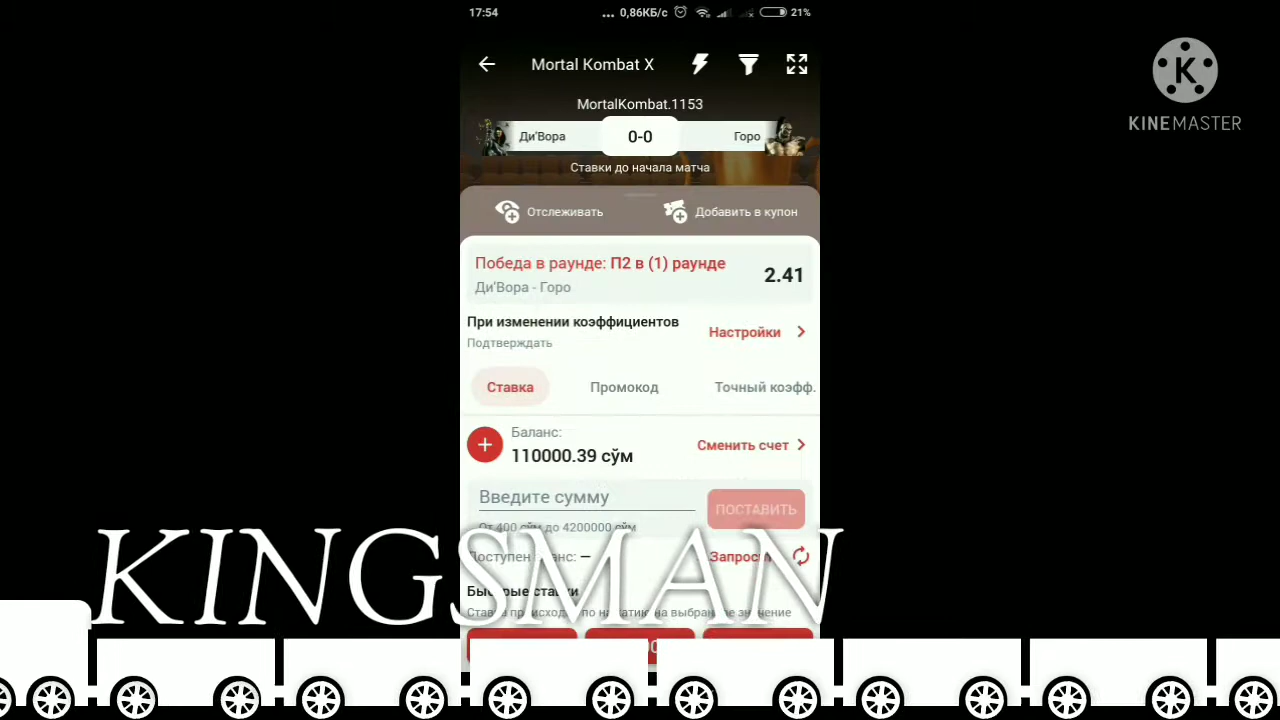 17:54 ... 0,86КБ/с 21%
Mortal Kombat X
KINEMASTER
MortalKombat.1153
Ди'Вора 0-0 Горо
Ставки до начала матча
Отслеживать Добавить в купон
Победа в раунде: П2 в (1) раунде 2.41
Ди'Вора - Горо
При изменении коэффициентов
Подтверждать
Настройки
Ставка Промокод Точный коэфф.
Баланс:
110000.39 сўм
Сменить счет
Введите сумму
ПОСТАВИТЬ
От 400 сўм до 4200000 сўм
KINGSMAN